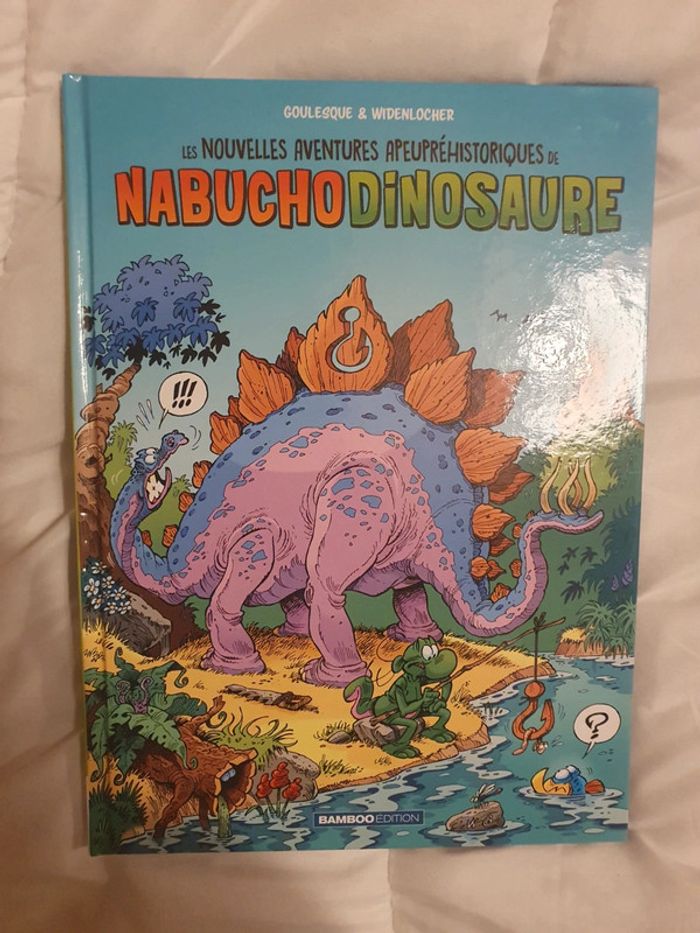 GOULESQUE & WIDENLOCHER
LES NOUVELLES AVENTURES APEUPRÉHISTORIQUES DE
NABUCHODINOSAURE
!!!
?
BAMBOO ÉDITION